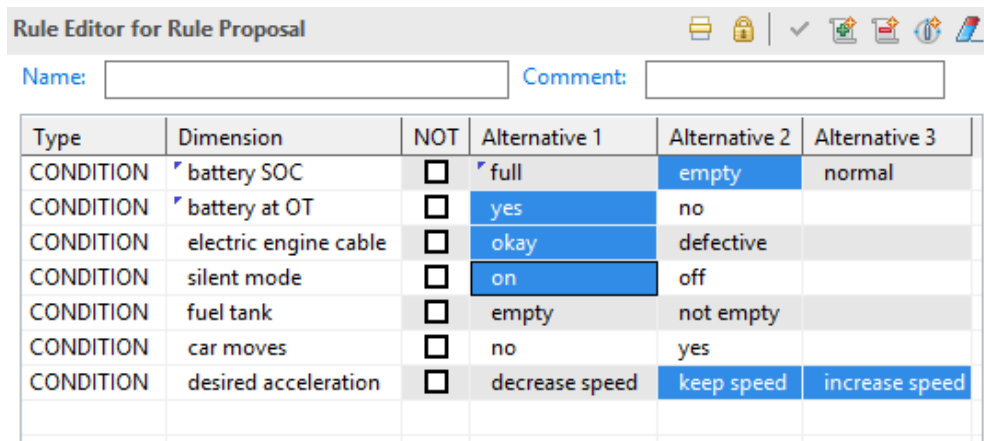 Rule Editor for Rule Proposal
Name: Comment:
Type Dimension NOT Alternative 1 Alternative 2 Alternative 3
CONDITION battery SOC full empty normal
CONDITION battery at OT yes no
CONDITION electric engine cable okay defective
CONDITION silent mode on off
CONDITION fuel tank empty not empty
CONDITION car moves no yes
CONDITION desired acceleration decrease speed keep speed increase speed